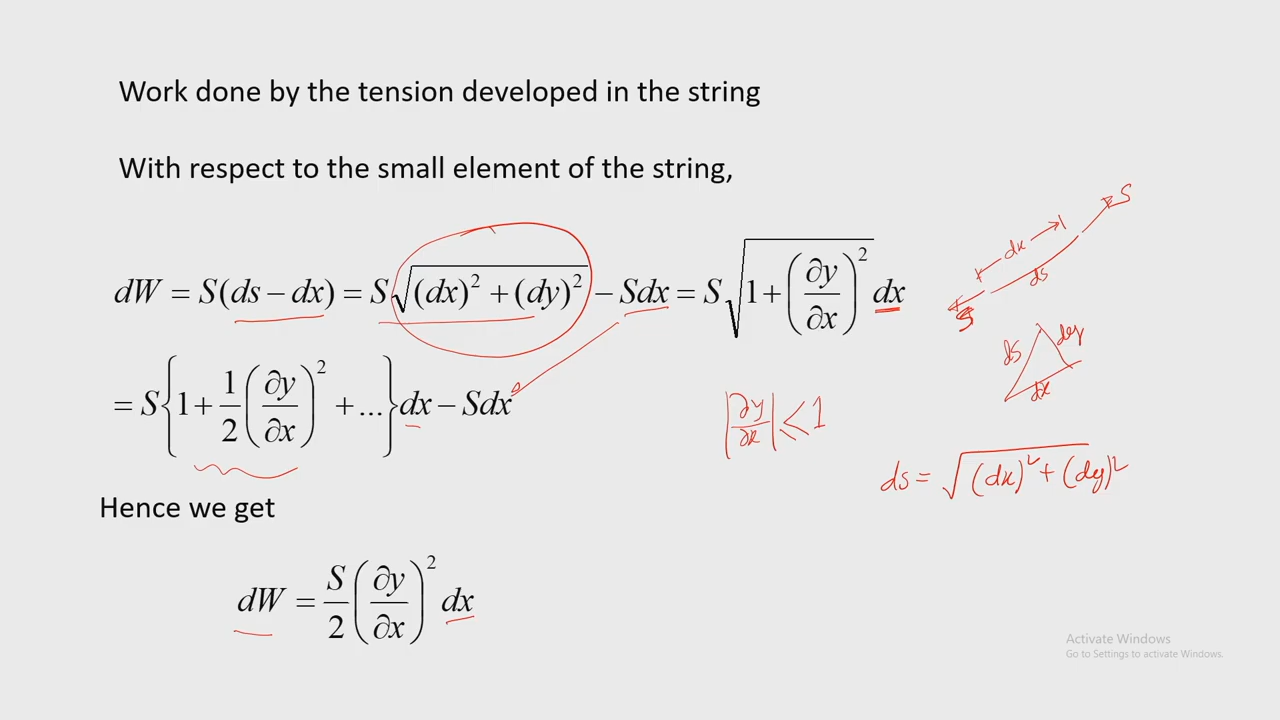 Work done by the tension developed in the string
With respect to the small element of the string,
dW = S(ds − dx) = S√((dx)² + (dy)²) − Sdx = S√(1 + (∂y/∂x)²) dx
= S{1 + 1/2 (∂y/∂x)² + ...}dx − Sdx
Hence we get
dW = S/2 (∂y/∂x)² dx
S
dx
ds
S
ds
dy
dx
|∂y/∂x| ≤ 1
ds = √((dx)² + (dy)²)
Activate Windows
Go to Settings to activate Windows.